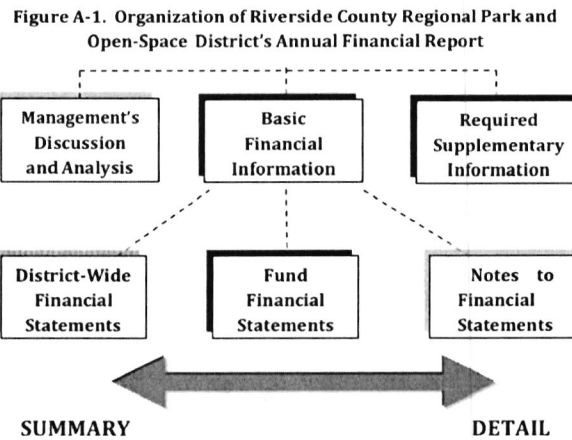 Figure A-1. Organization of Riverside County Regional Park and
Open-Space District's Annual Financial Report
Management's
Discussion
and Analysis
Basic
Financial
Information
Required
Supplementary
Information
District-Wide
Financial
Statements
Fund
Financial
Statements
Notes to
Financial
Statements
SUMMARY
DETAIL